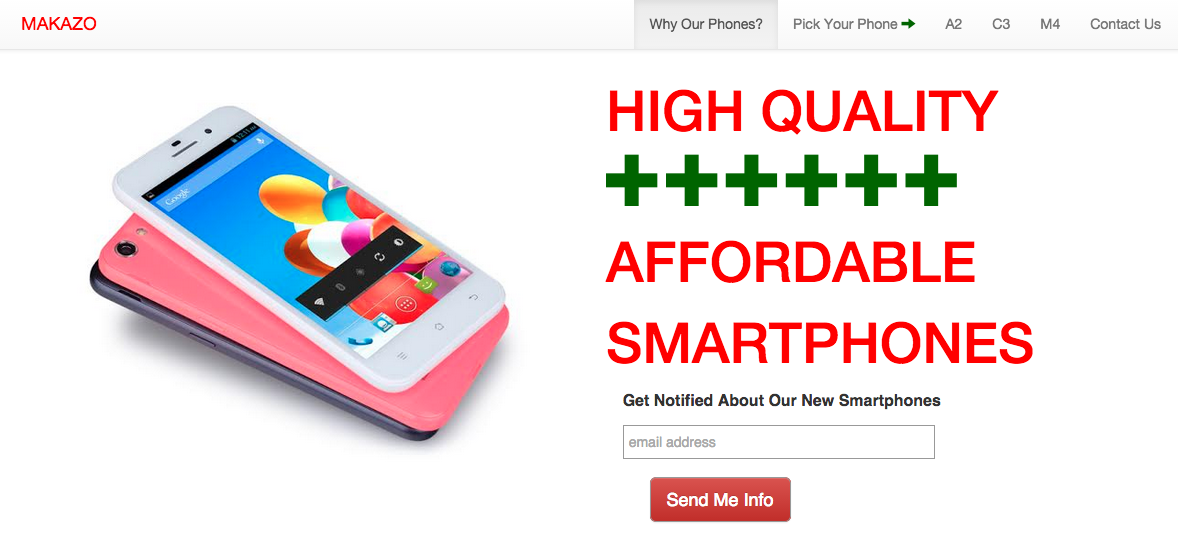 MAKAZO
Why Our Phones?
Pick Your Phone
A2
C3
M4
Contact Us
Google
HIGH QUALITY
AFFORDABLE
SMARTPHONES
Get Notified About Our New Smartphones
email address
Send Me Info